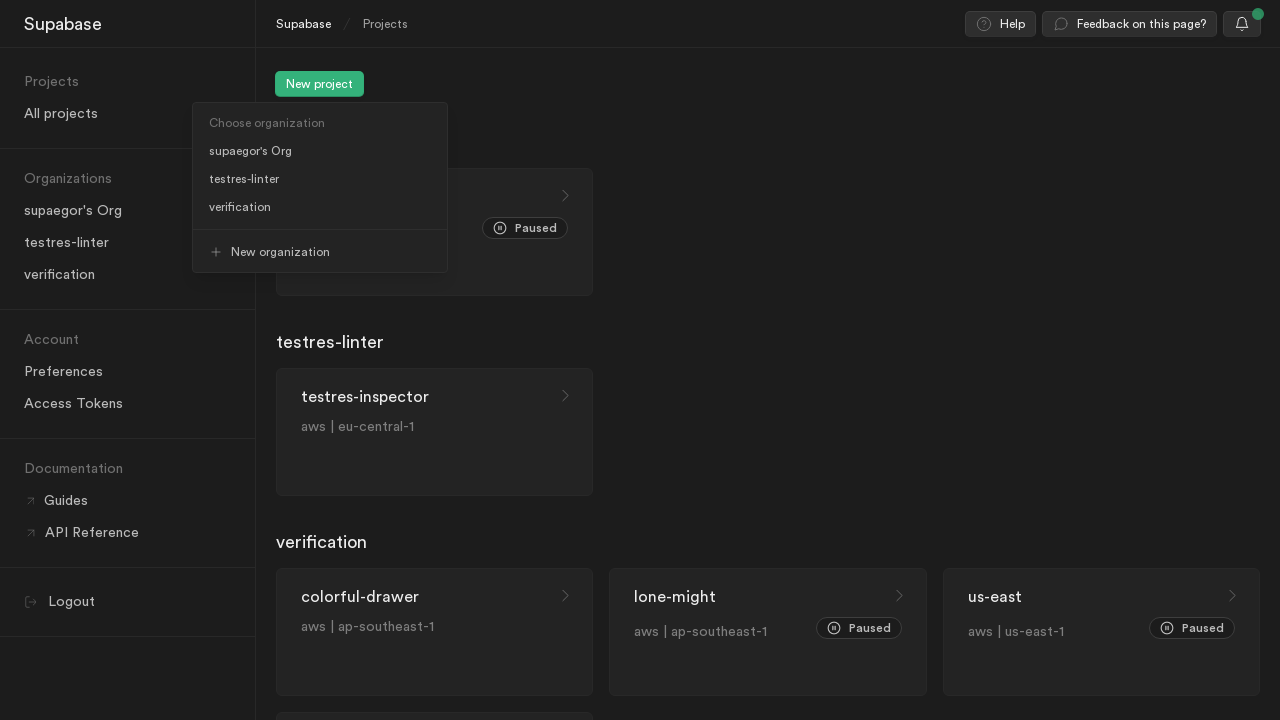 Supabase
Supabase / Projects
Help
Feedback on this page?
Projects
All projects
Organizations
supaegor's Org
testres-linter
verification
Account
Preferences
Access Tokens
Documentation
Guides
API Reference
Logout
New project
Choose organization
supaegor's Org
testres-linter
verification
New organization
Paused
testres-linter
testres-inspector
aws | eu-central-1
verification
colorful-drawer
aws | ap-southeast-1
lone-might
aws | ap-southeast-1
Paused
us-east
aws | us-east-1
Paused